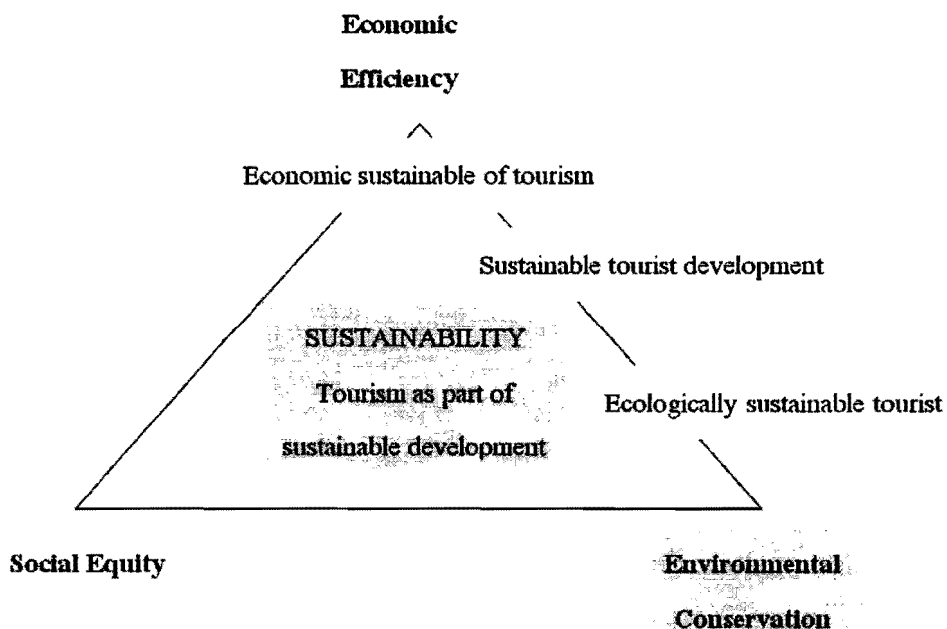 Economic
Efficiency
Economic sustainable of tourism
Sustainable tourist development
SUSTAINABILITY
Tourism as part of
sustainable development
Ecologically sustainable tourist
Social Equity
Environmental
Conservation